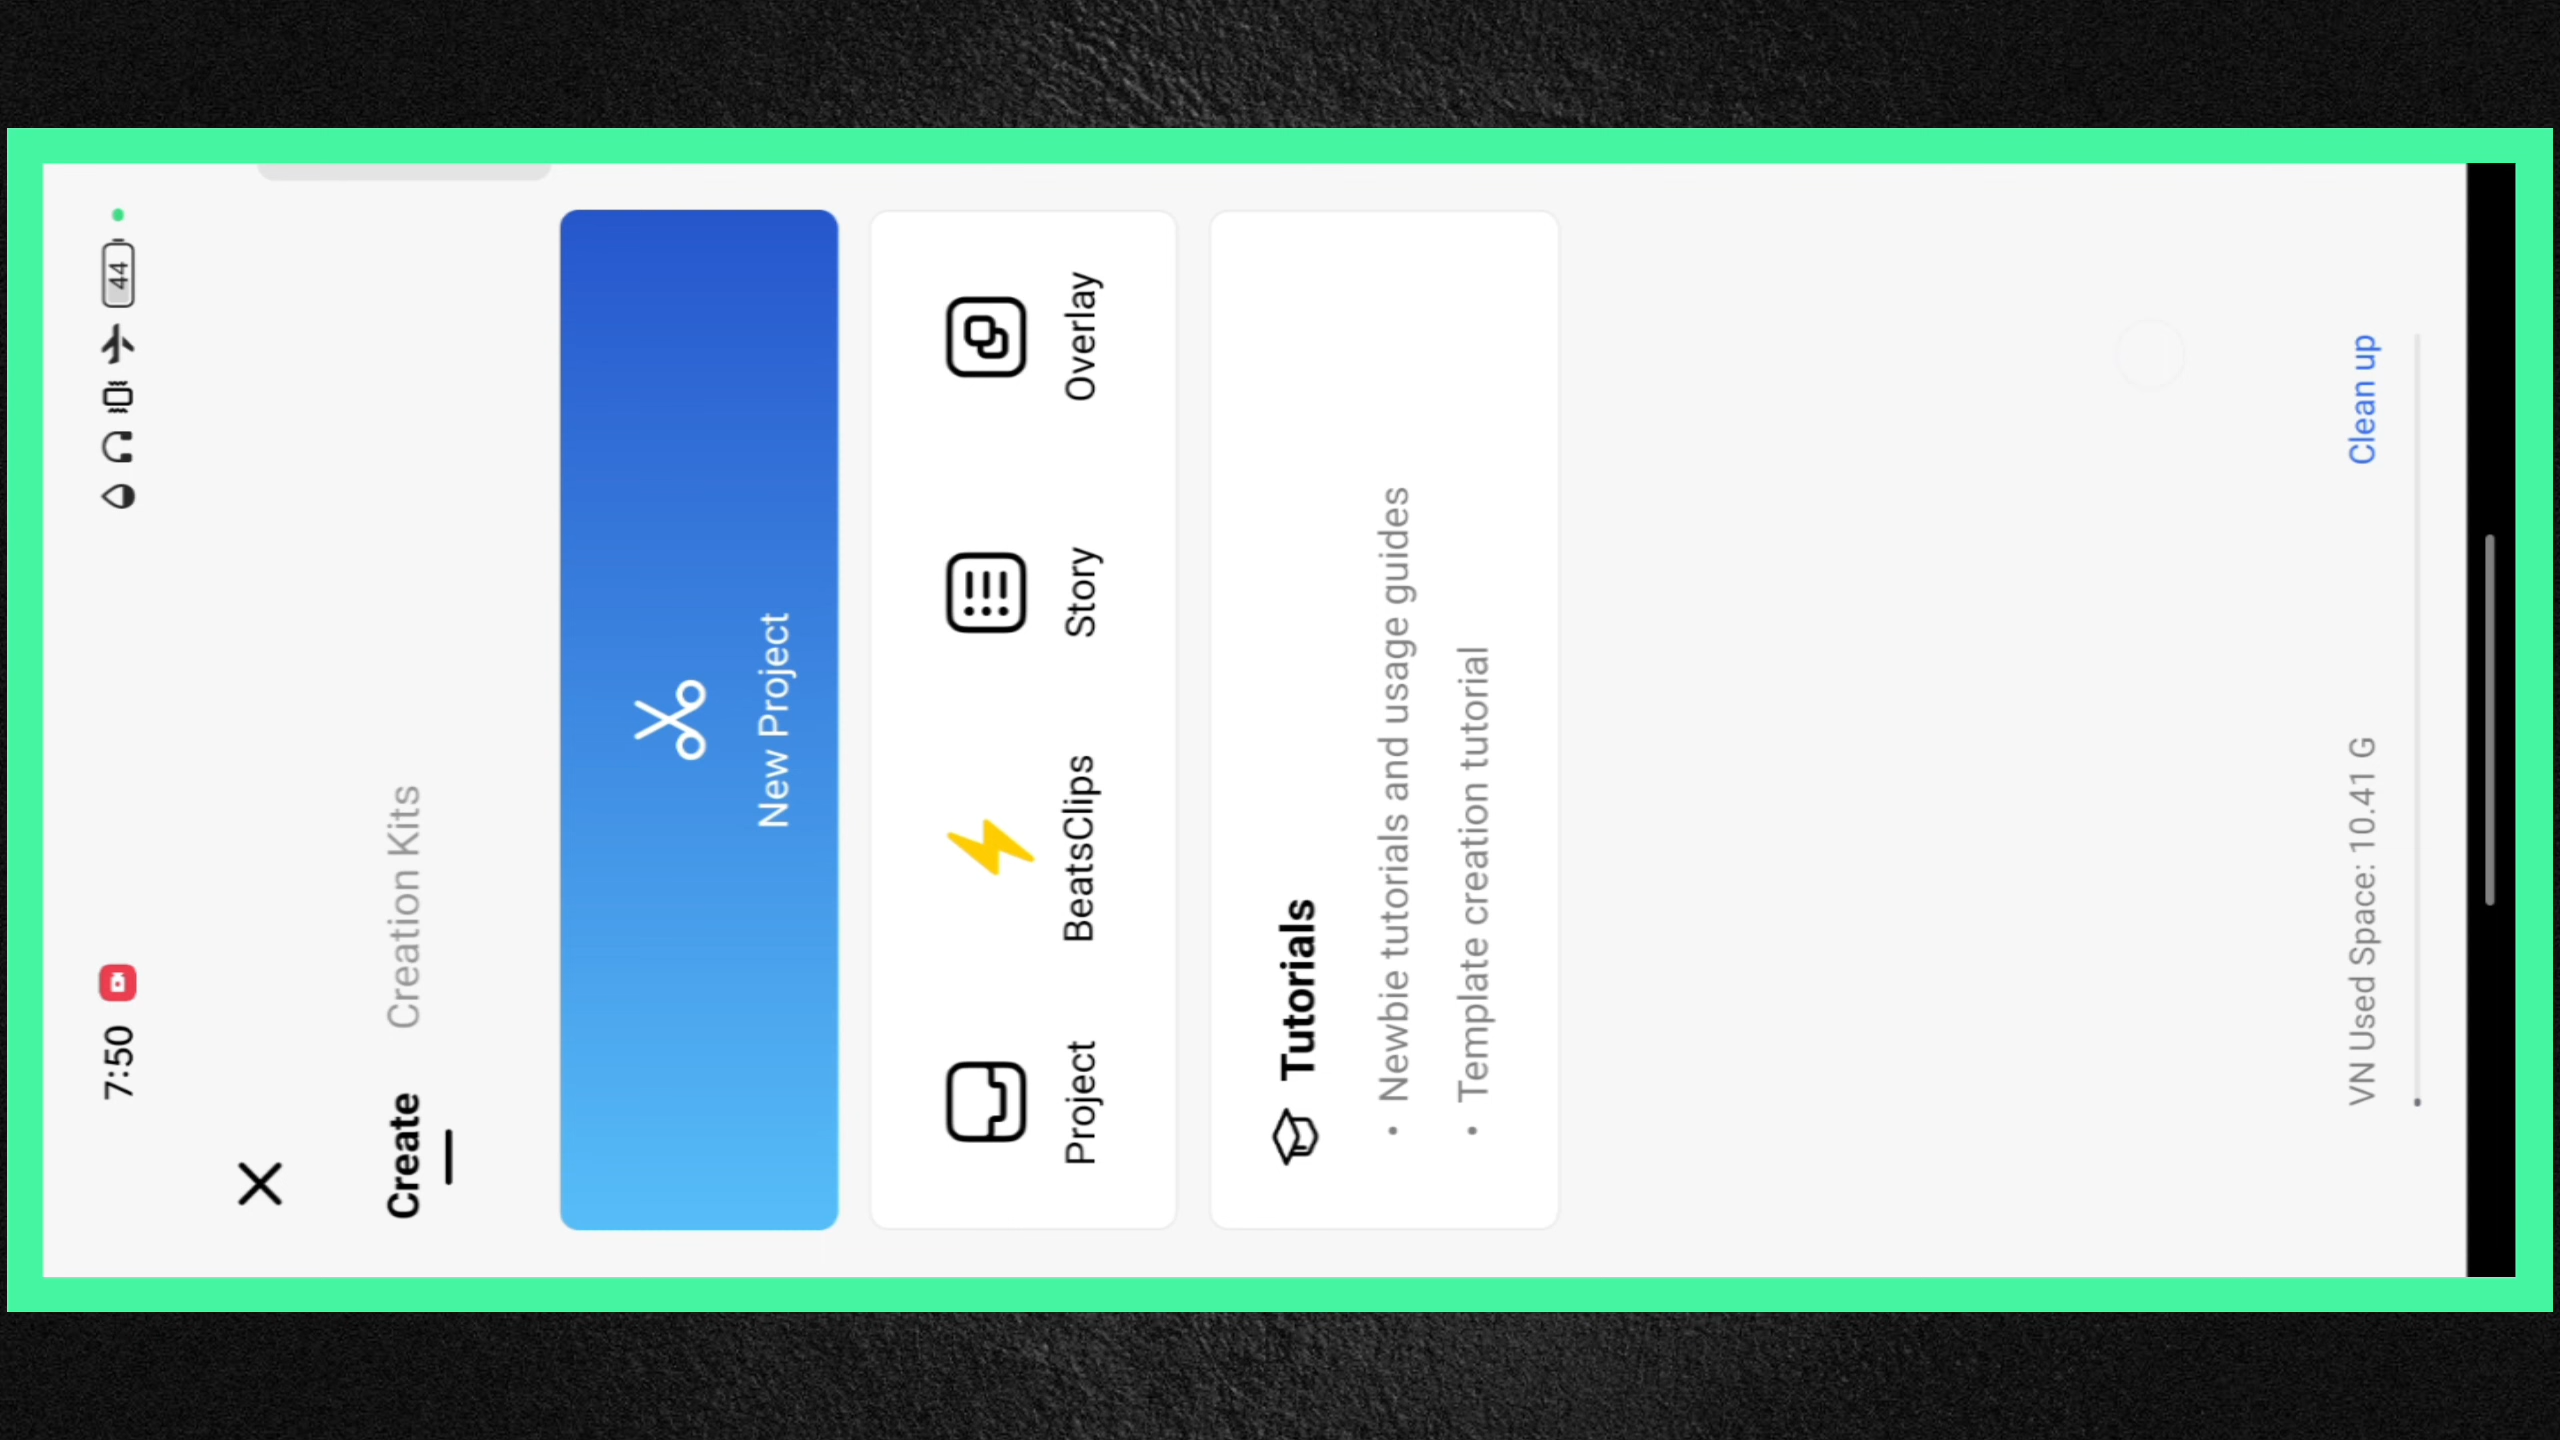 7:50
44
Create
Creation Kits
New Project
Project
BeatsClips
Story
Overlay
Tutorials
• Newbie tutorials and usage guides
• Template creation tutorial
VN Used Space: 10.41 G
Clean up